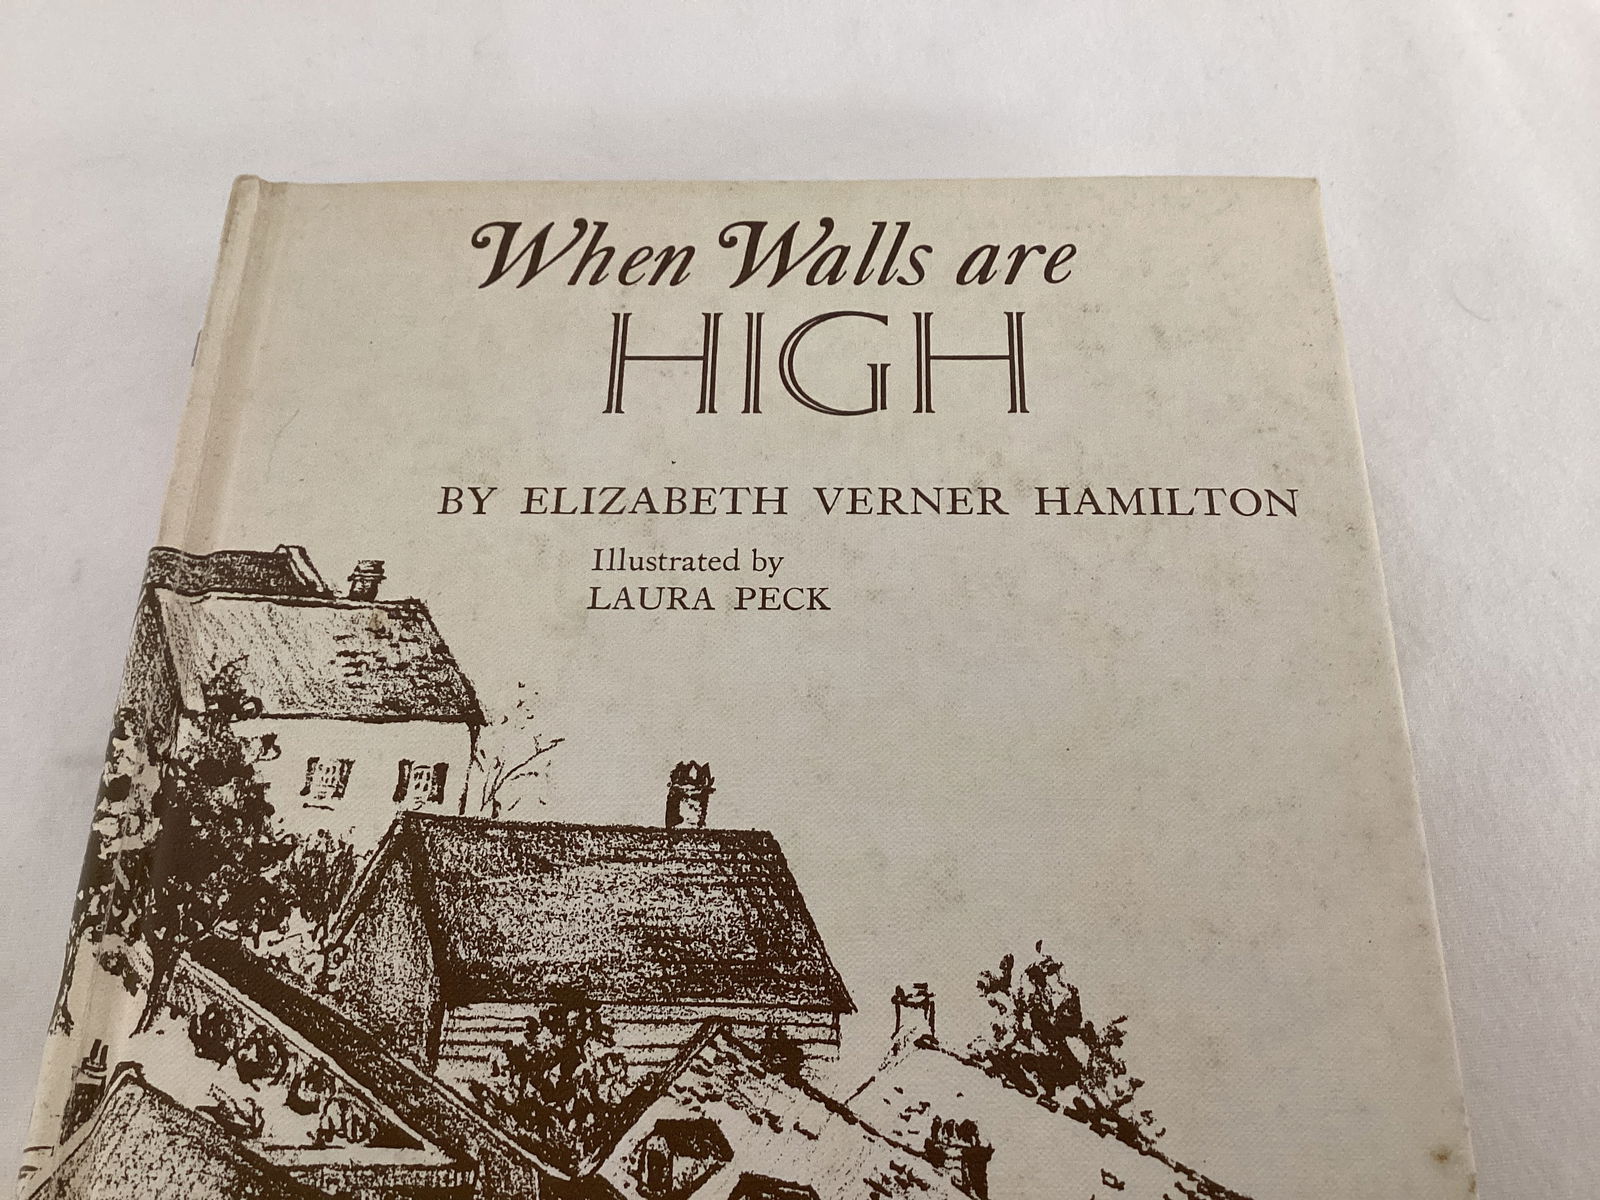 When Walls are
HIGH
BY ELIZABETH VERNER HAMILTON
Illustrated by
LAURA PECK